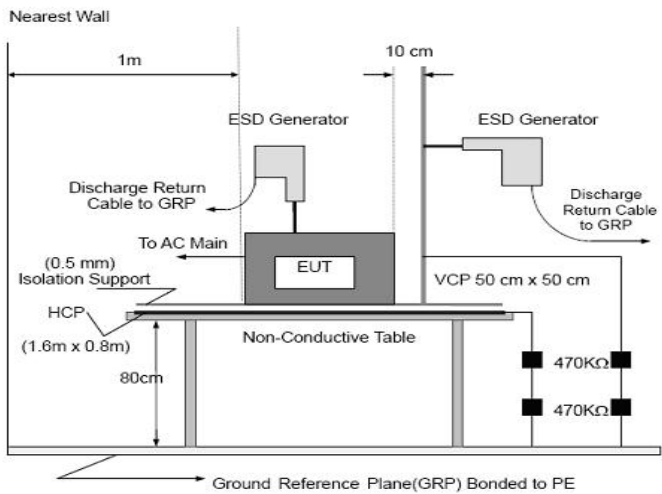 Nearest Wall
1m
10 cm
ESD Generator
ESD Generator
Discharge Return
Cable to GRP
Discharge
Return Cable
to GRP
To AC Main
EUT
(0.5 mm)
Isolation Support
VCP 50 cm x 50 cm
HCP
(1.6m x 0.8m)
Non-Conductive Table
80cm
470KΩ
470KΩ
Ground Reference Plane(GRP) Bonded to PE